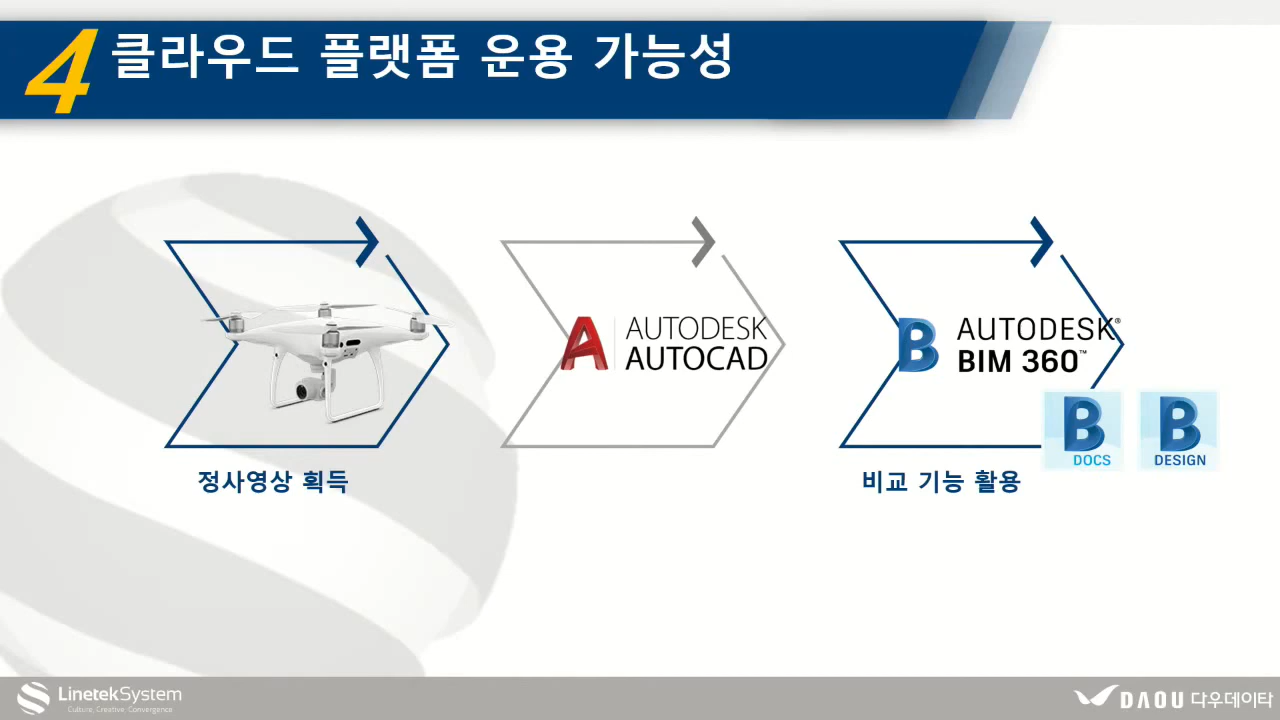 4 클라우드 플랫폼 운용 가능성
AUTODESK
AUTOCAD
AUTODESK®
BIM 360™
B DOCS
B DESIGN
정사영상 획득
비교 기능 활용
LinetekSystem
Culture, Creative, Convergence
DAOU 다우데이타